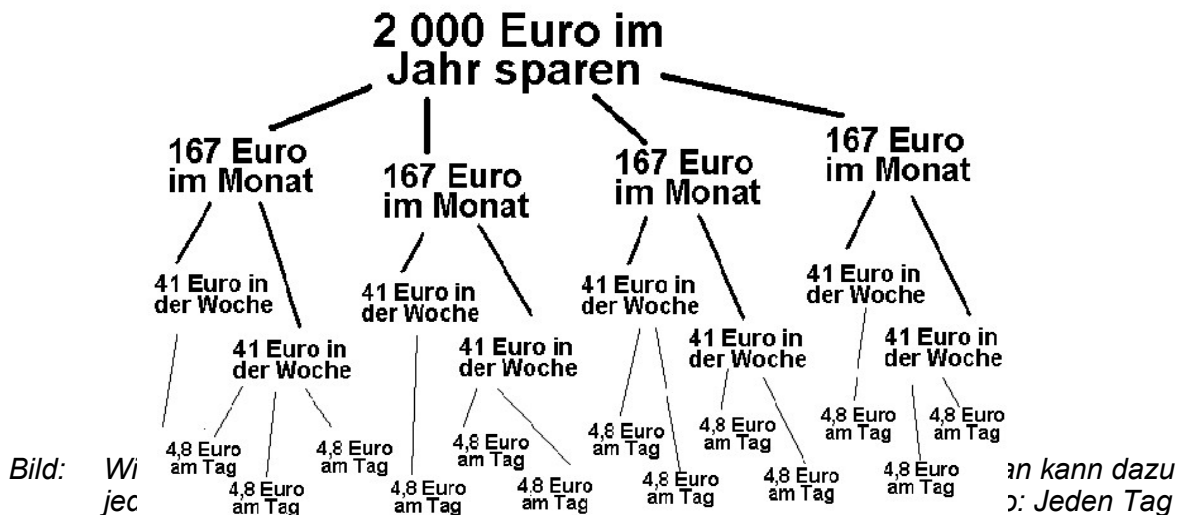 2 000 Euro im
Jahr sparen
167 Euro
im Monat
167 Euro
im Monat
167 Euro
im Monat
167 Euro
im Monat
41 Euro in
der Woche
41 Euro in
der Woche
41 Euro in
der Woche
41 Euro in
der Woche
41 Euro in
der Woche
41 Euro in
der Woche
41 Euro in
der Woche
41 Euro in
der Woche
4,8 Euro
am Tag
4,8 Euro
am Tag
4,8 Euro
am Tag
4,8 Euro
am Tag
4,8 Euro
am Tag
4,8 Euro
am Tag
4,8 Euro
am Tag
4,8 Euro
am Tag
4,8 Euro
am Tag
4,8 Euro
am Tag
4,8 Euro
am Tag
4,8 Euro
am Tag
4,8 Euro
am Tag
Bild: kann dazu
Jeden Tag